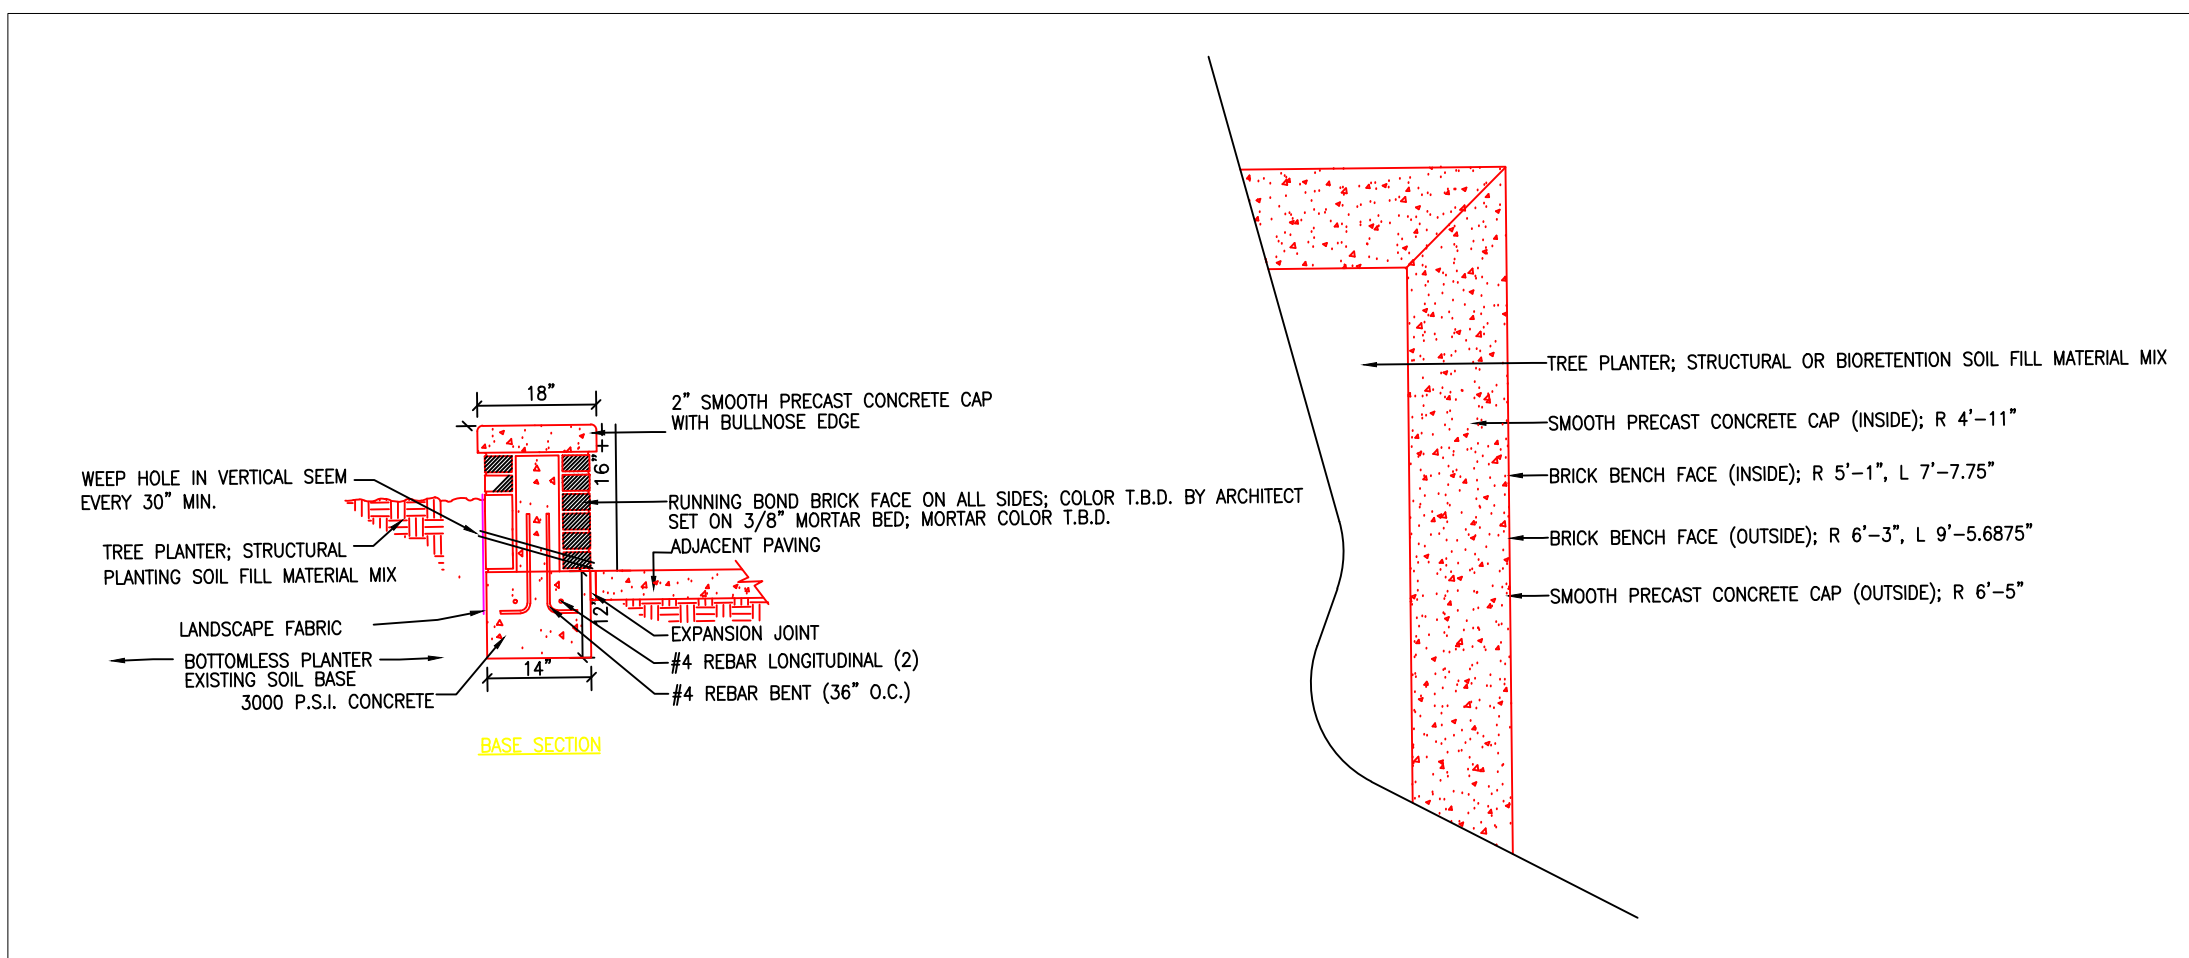 18”
2” SMOOTH PRECAST CONCRETE CAP
WITH BULLNOSE EDGE
16” +
WEEP HOLE IN VERTICAL SEEM
EVERY 30” MIN.
RUNNING BOND BRICK FACE ON ALL SIDES; COLOR T.B.D. BY ARCHITECT
SET ON 3/8” MORTAR BED; MORTAR COLOR T.B.D.
ADJACENT PAVING
TREE PLANTER; STRUCTURAL
PLANTING SOIL FILL MATERIAL MIX
12”
LANDSCAPE FABRIC
EXPANSION JOINT
BOTTOMLESS PLANTER
EXISTING SOIL BASE
#4 REBAR LONGITUDINAL (2)
14”
3000 P.S.I. CONCRETE
#4 REBAR BENT (36” O.C.)
BASE SECTION
TREE PLANTER; STRUCTURAL OR BIORETENTION SOIL FILL MATERIAL MIX
SMOOTH PRECAST CONCRETE CAP (INSIDE); R 4’-11”
BRICK BENCH FACE (INSIDE); R 5’-1”, L 7’-7.75”
BRICK BENCH FACE (OUTSIDE); R 6’-3”, L 9’-5.6875”
SMOOTH PRECAST CONCRETE CAP (OUTSIDE); R 6’-5”